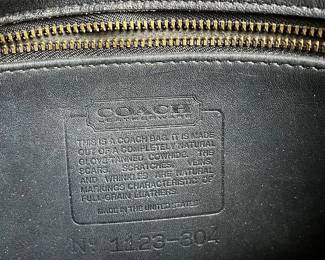 COACH
LEATHERWARE
THIS IS A COACH BAG. IT IS MADE
OUT OF A COMPLETELY NATURAL
GLOVE TANNED COWHIDE. THE
SCARS, SCRATCHES, VEINS
AND WRINKLES ARE NATURAL
MARKINGS CHARACTERISTIC OF
FULL-GRAIN LEATHERS.
MADE IN THE UNITED STATES
No 1123-304